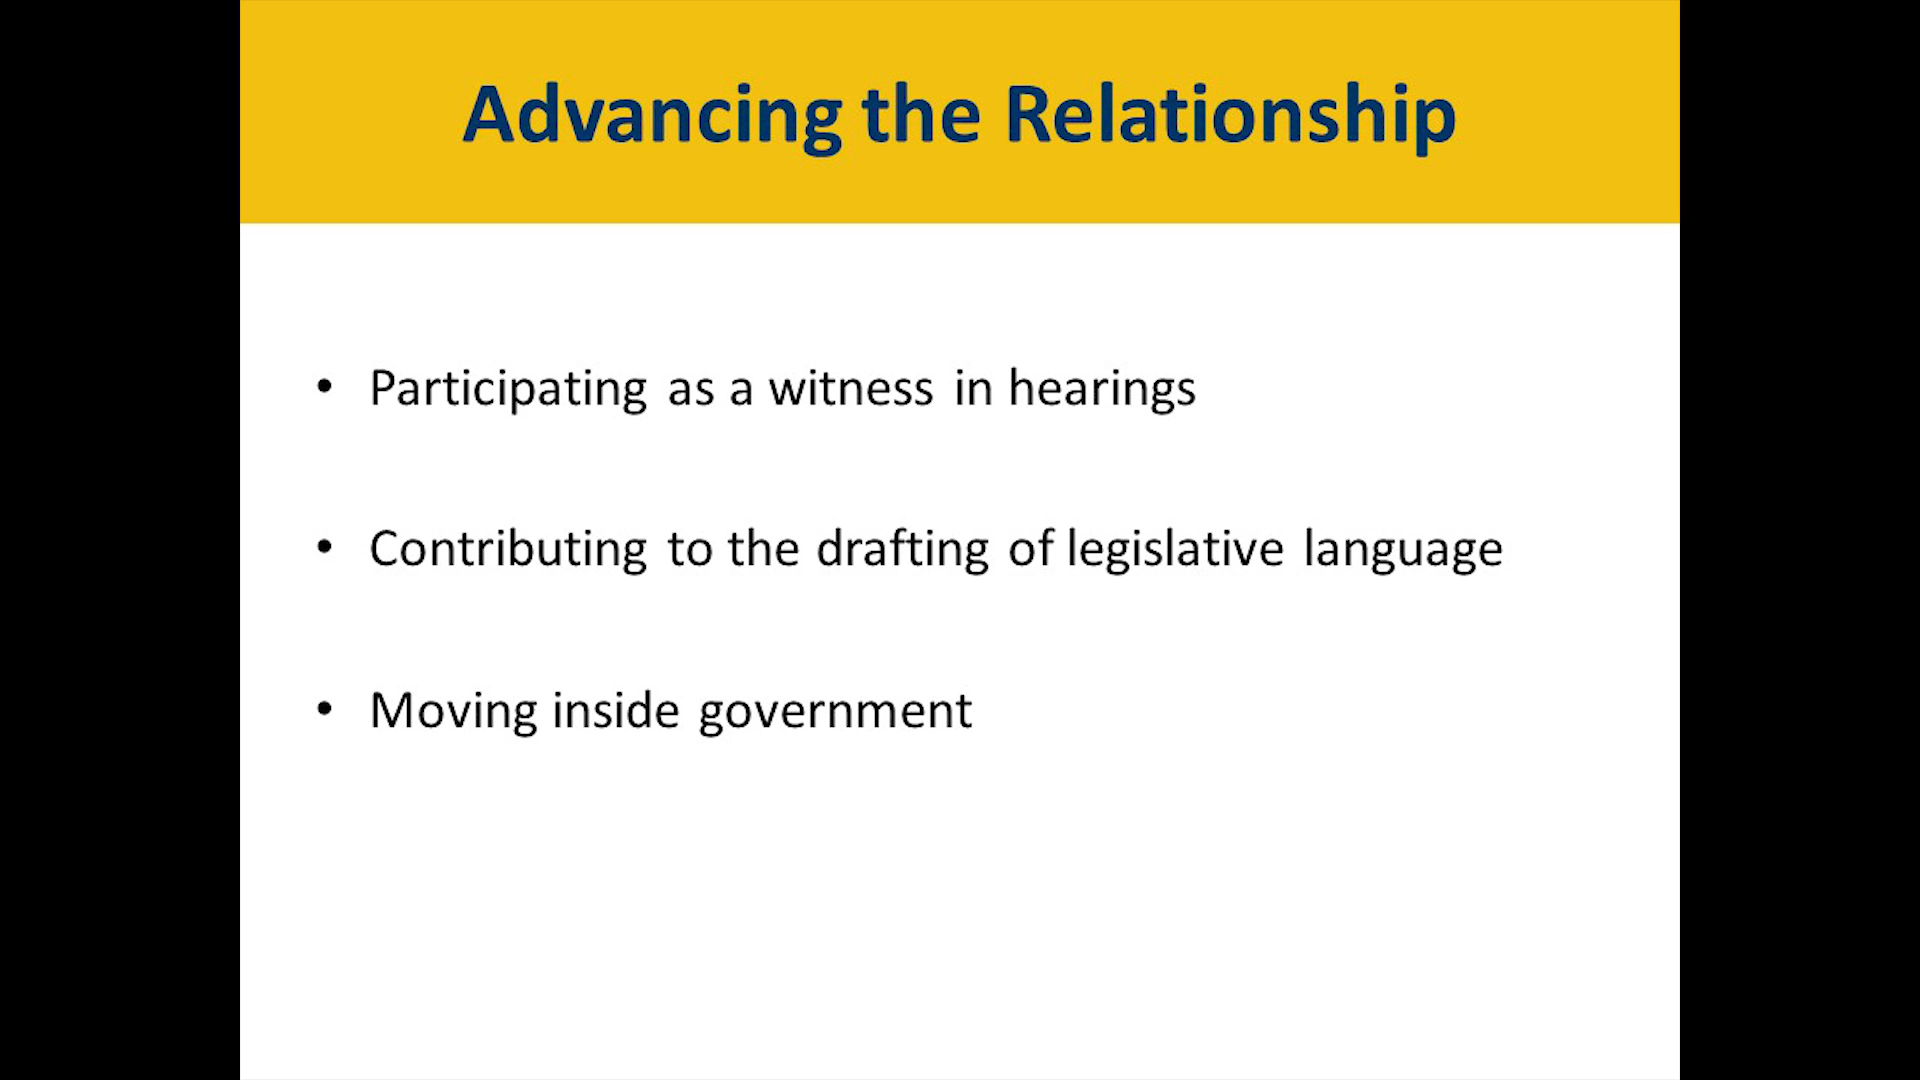 Advancing the Relationship
• Participating as a witness in hearings
• Contributing to the drafting of legislative language
• Moving inside government